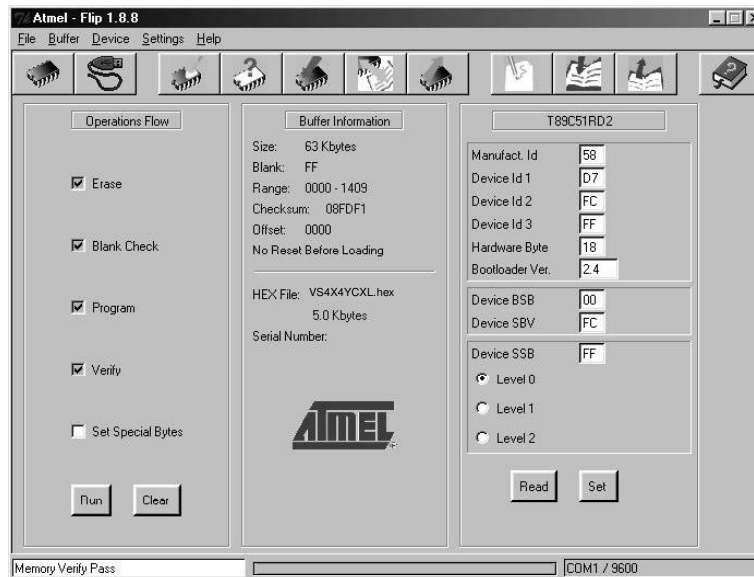 Atmel - Flip 1.8.8
File Buffer Device Settings Help
Operations Flow
Erase
Blank Check
Program
Verify
Set Special Bytes
Run Clear
Buffer Information
Size: 63 Kbytes
Blank: FF
Range: 0000 - 1409
Checksum: 08FDF1
Offset: 0000
No Reset Before Loading
HEX File: VS4X4YCXL.hex
5.0 Kbytes
Serial Number:
ATMEL
T89C51RD2
Manufact. Id 58
Device Id 1 D7
Device Id 2 FC
Device Id 3 FF
Hardware Byte 18
Bootloader Ver. 2.4
Device BSB 00
Device SBV FC
Device SSB FF
Level 0
Level 1
Level 2
Read Set
Memory Verify Pass
COM1 / 9600